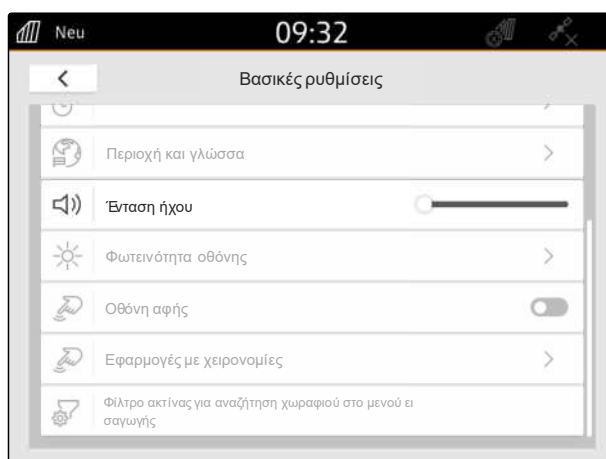 Neu
09:32
Βασικές ρυθμίσεις
Περιοχή και γλώσσα
Ένταση ήχου
Φωτεινότητα οθόνης
Οθόνη αφής
Εφαρμογές με χειρονομίες
Φίλτρο ακτίνας για αναζήτηση χωραφιού στο μενού ει
σαγωγής